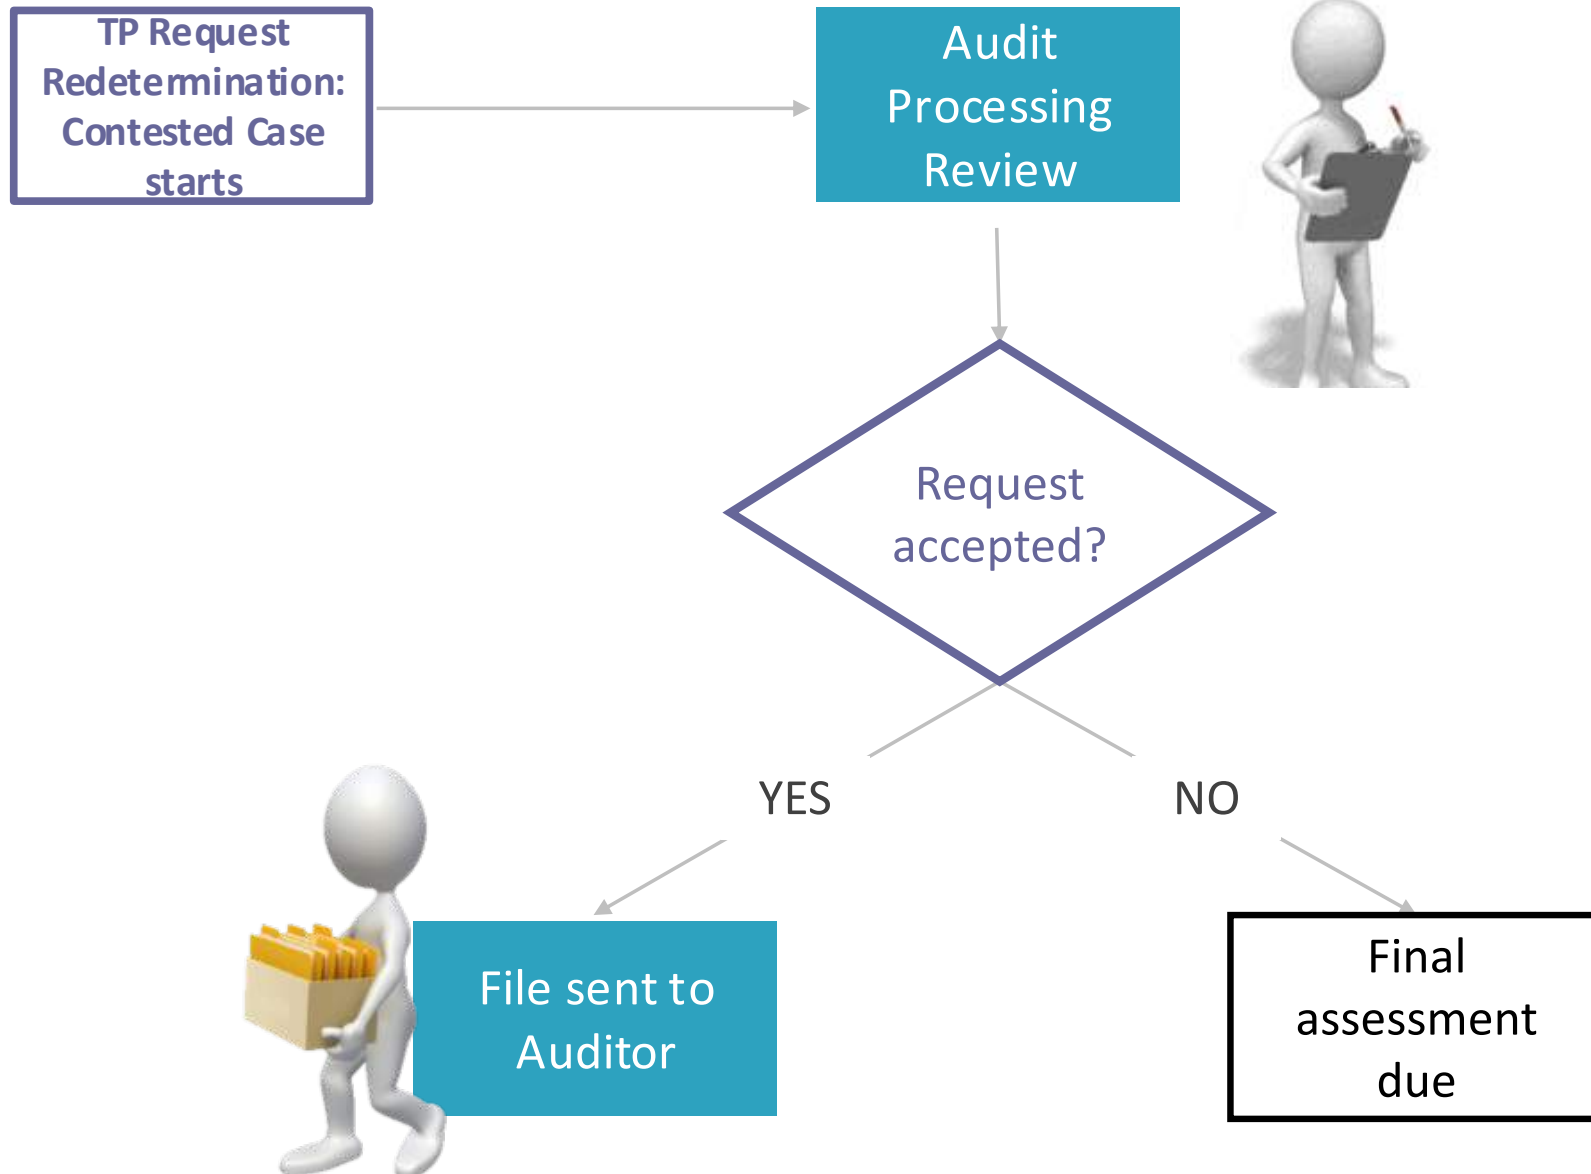 TP Request
Redetermination:
Contested Case
starts
Audit
Processing
Review
Request
accepted?
YES
NO
File sent to
Auditor
Final
assessment
due